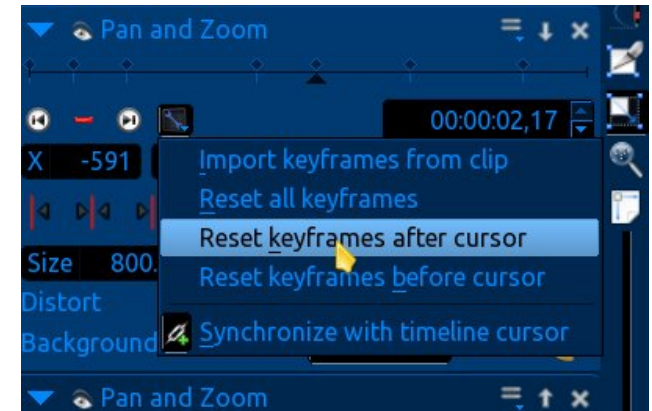 Pan and Zoom
00:00:02,17
X -591
Import keyframes from clip
Reset all keyframes
Reset keyframes after cursor
Size 800.
Reset keyframes before cursor
Distort
Synchronize with timeline cursor
Background
Pan and Zoom